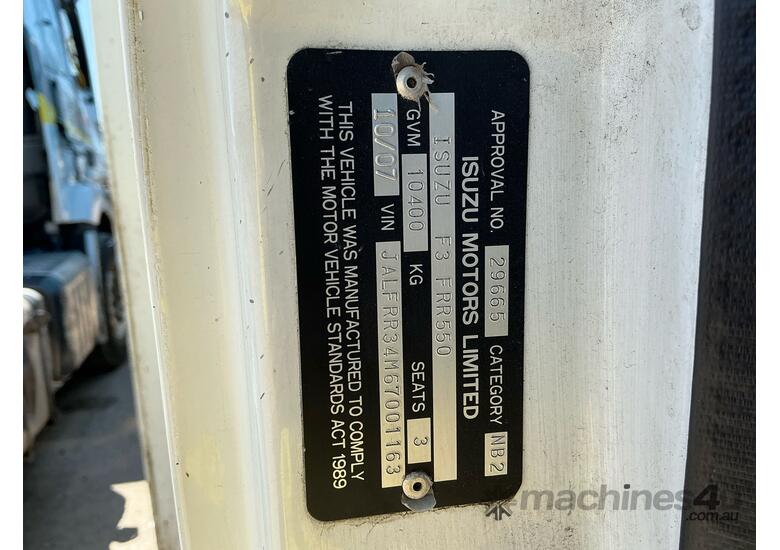 APPROVAL NO. 29665 CATEGORY NB2
ISUZU MOTORS LIMITED
ISUZU F3 FRR550
GVM 10400 KG SEATS 3
10/07 VIN JALFRR34M67001163
THIS VEHICLE WAS MANUFACTURED TO COMPLY
WITH THE MOTOR VEHICLE STANDARDS ACT 1989
machines4u
.com.au